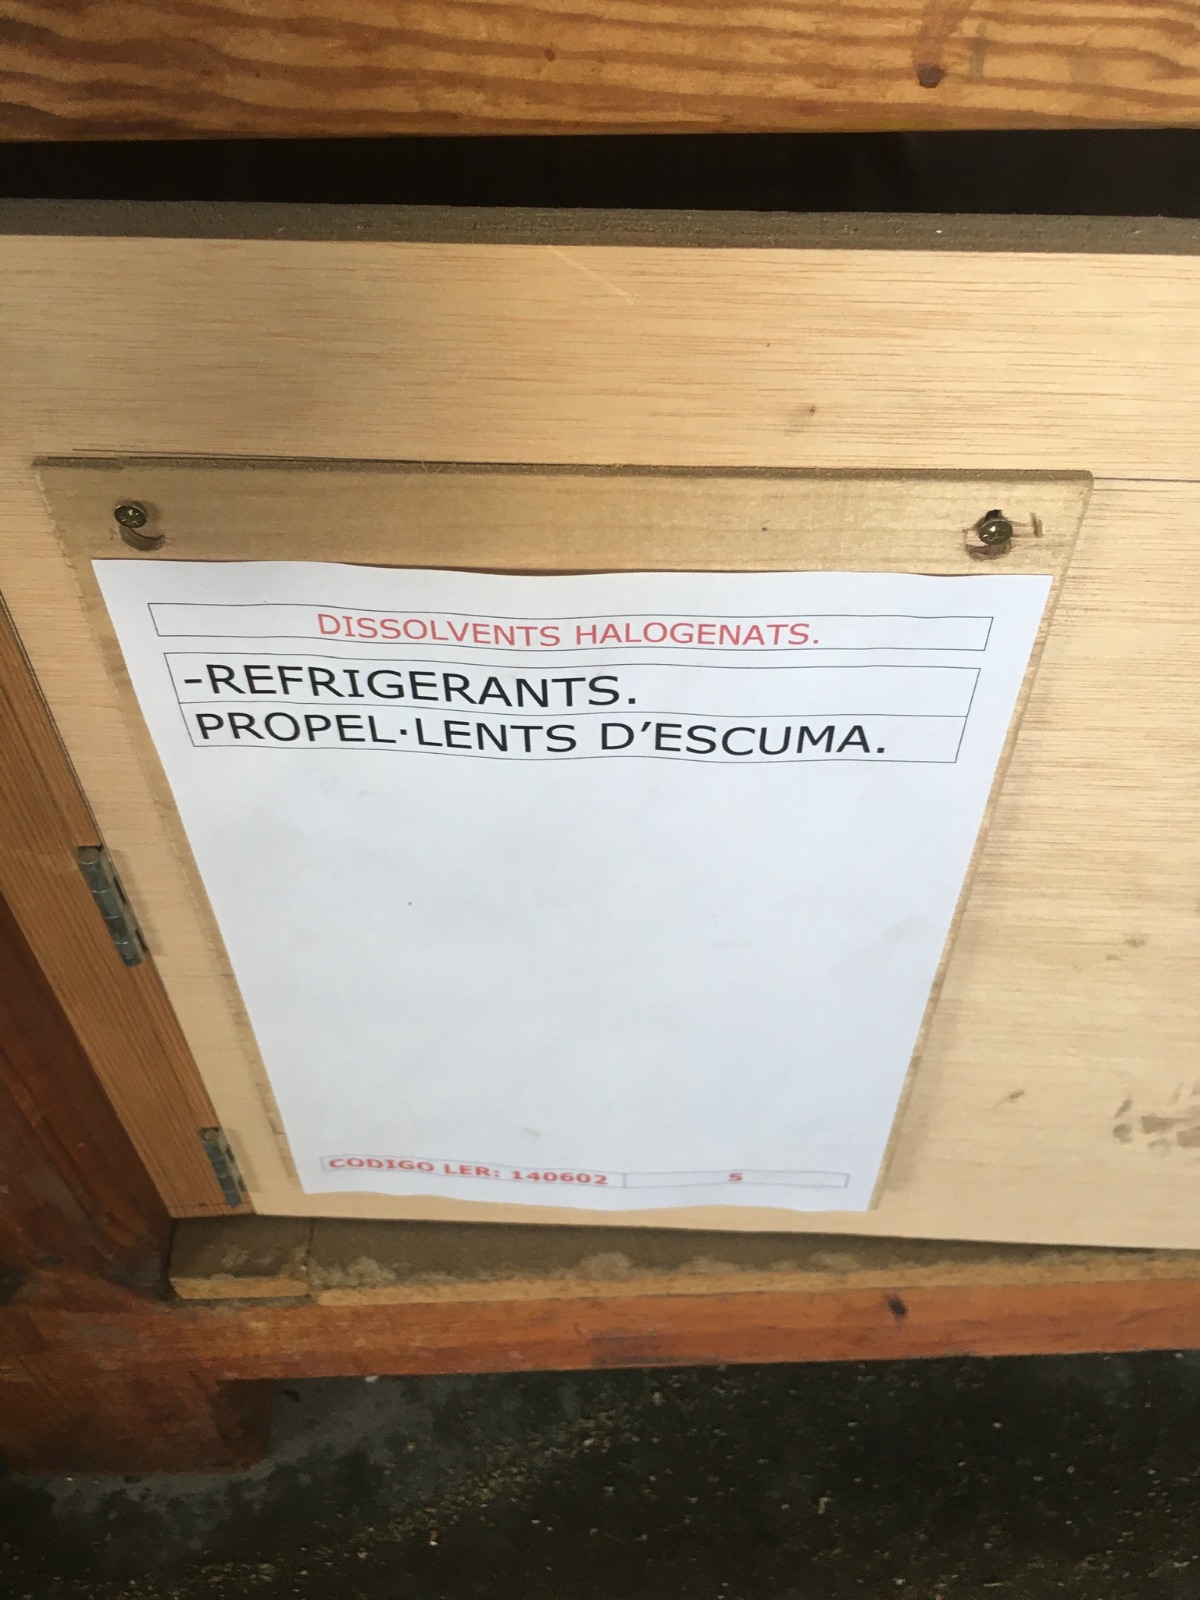 DISSOLVENTS HALOGENATS.
-REFRIGERANTS.
PROPEL·LENTS D'ESCUMA.
CODIGO LER: 140602 5